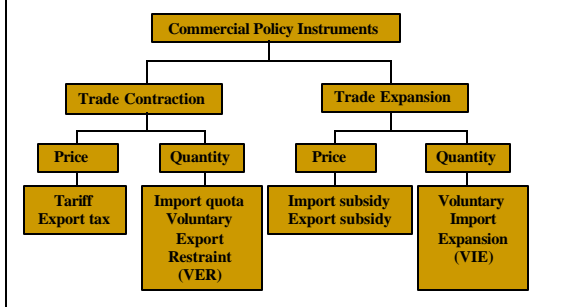 Commercial Policy Instruments
Trade Contraction
Trade Expansion
Price
Quantity
Price
Quantity
Tariff
Export tax
Import quota
Voluntary
Export
Restraint
(VER)
Import subsidy
Export subsidy
Voluntary
Import
Expansion
(VIE)